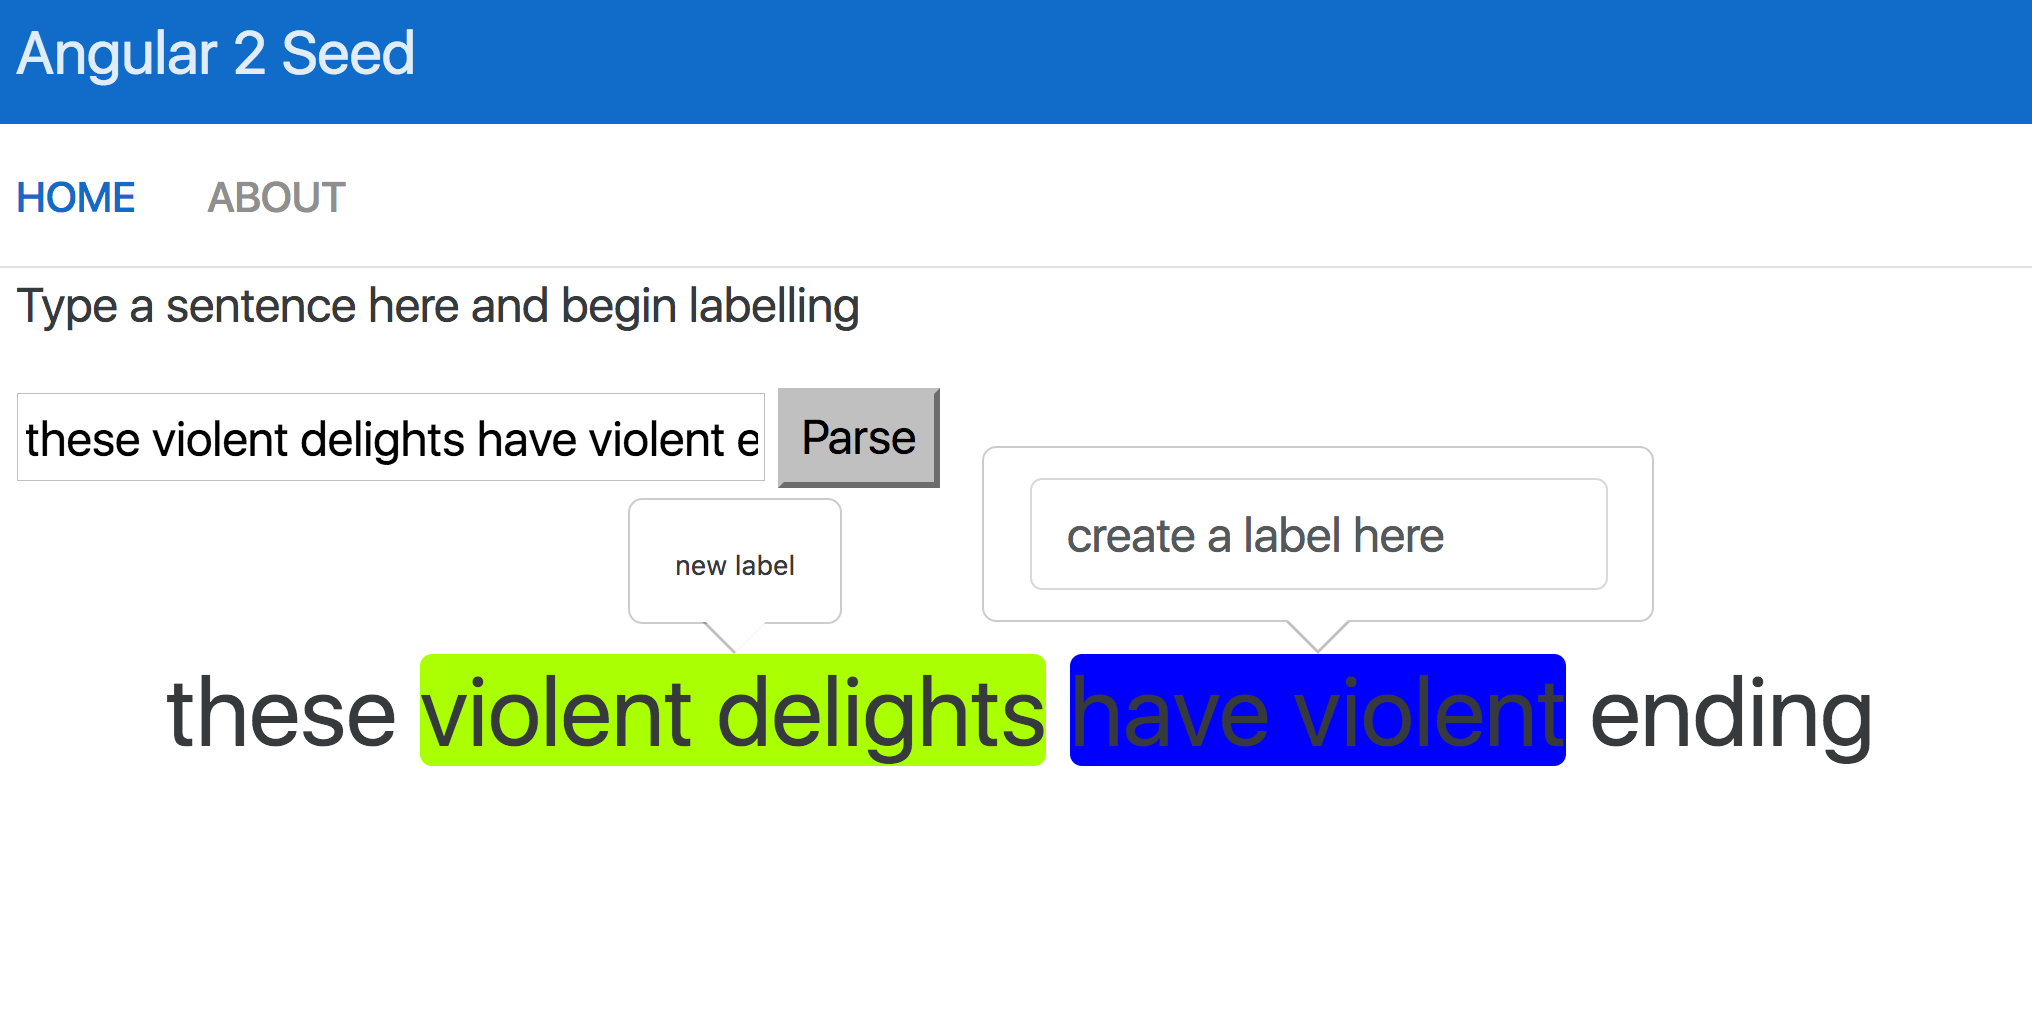 Angular 2 Seed
HOME ABOUT
Type a sentence here and begin labelling
these violent delights have violent e
Parse
create a label here
new label
these violent delights have violent ending